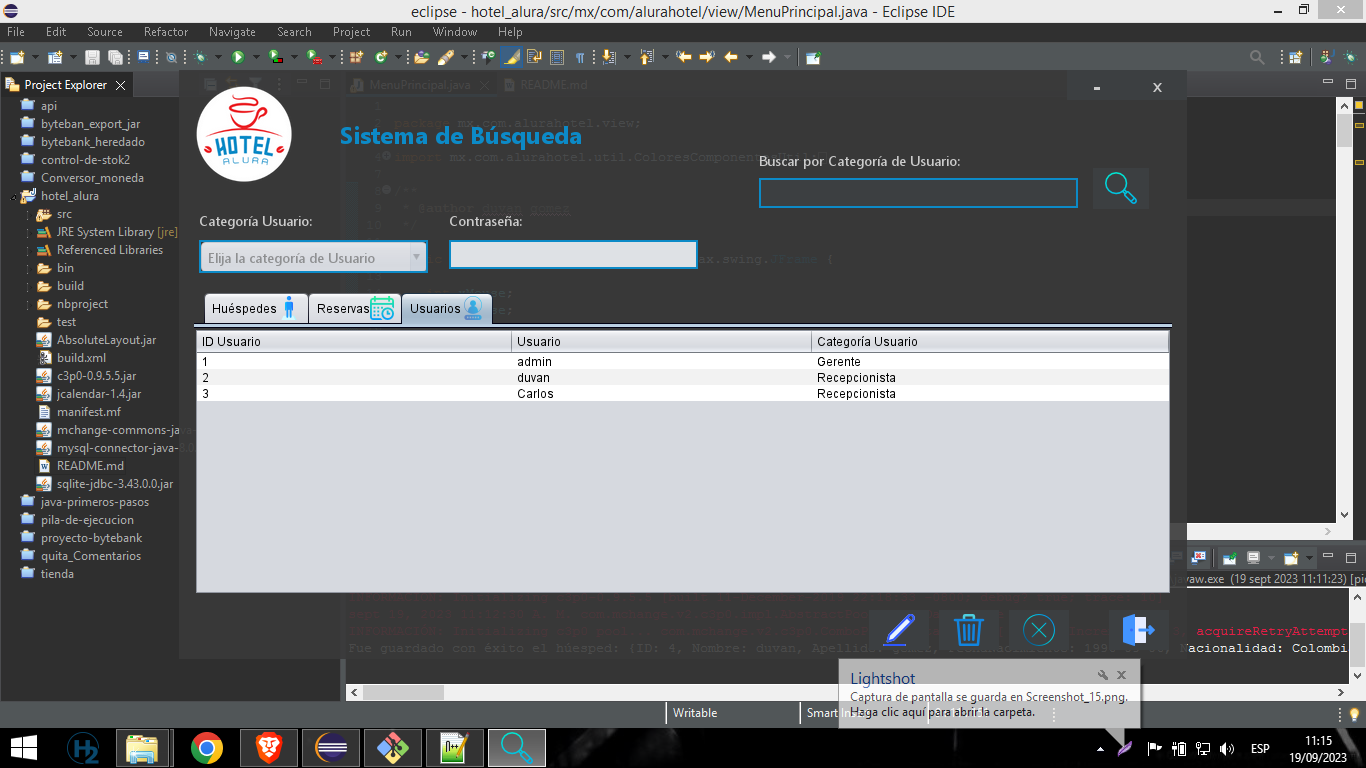 eclipse - hotel_alura/src/mx/com/alurahotel/view/MenuPrincipal.java - Eclipse IDE
File Edit Source Refactor Navigate Search Project Run Window Help
Project Explorer
MenuPrincipal.java
README.md
api
byteban_export_jar
bytebank_heredado
control-de-stok2
Conversor_moneda
hotel_alura
src
JRE System Library [jre]
Referenced Libraries
bin
build
nbproject
test
AbsoluteLayout.jar
build.xml
c3p0-0.9.5.5.jar
jcalendar-1.4.jar
manifest.mf
mchange-commons-java-
mysql-connector-java-8.0.
README.md
sqlite-jdbc-3.43.0.0.jar
java-primeros-pasos
pila-de-ejecucion
proyecto-bytebank
quita_Comentarios
tienda
HOTEL
ALURA
Sistema de Búsqueda
package mx.com.alurahotel.view;
import mx.com.alurahotel.util.ColoresComponentes
Buscar por Categoría de Usuario:
Categoría Usuario:
Contraseña:
Elija la categoría de Usuario
Huéspedes
Reservas
Usuarios
ID Usuario Usuario Categoría Usuario
1 admin Gerente
2 duvan Recepcionista
3 Carlos Recepcionista
avaw.exe (19 sept 2023 11:11:23) [pi
acquireRetryAttempt
Fue guardado con éxito el húesped: {ID: 4, Nombre: duvan, Apellido:
Nacionalidad: Colombi
Lightshot
Captura de pantalla se guarda en Screenshot_15.png.
Haga clic aquí para abrir la carpeta.
Writable
Smart
ESP
11:15
19/09/2023